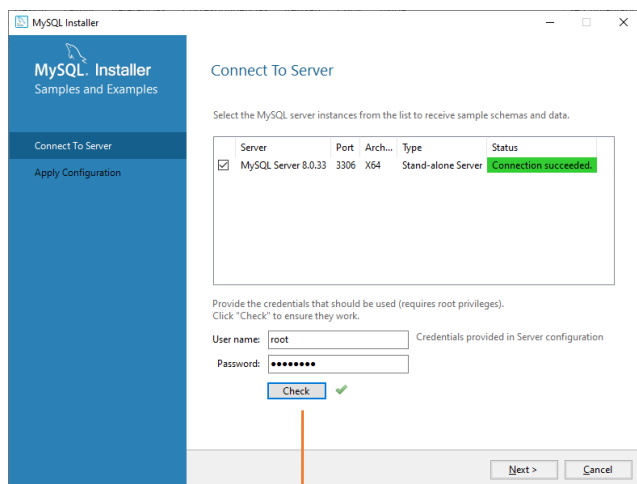 MySQL Installer
MySQL. Installer
Samples and Examples
Connect To Server
Apply Configuration
Connect To Server
Select the MySQL server instances from the list to receive sample schemas and data.
Server Port Arch... Type Status
MySQL Server 8.0.33 3306 X64 Stand-alone Server Connection succeeded.
Provide the credentials that should be used (requires root privileges).
Click "Check" to ensure they work.
User name: root Credentials provided in Server configuration
Password: ●●●●●●●●
Check
Next > Cancel